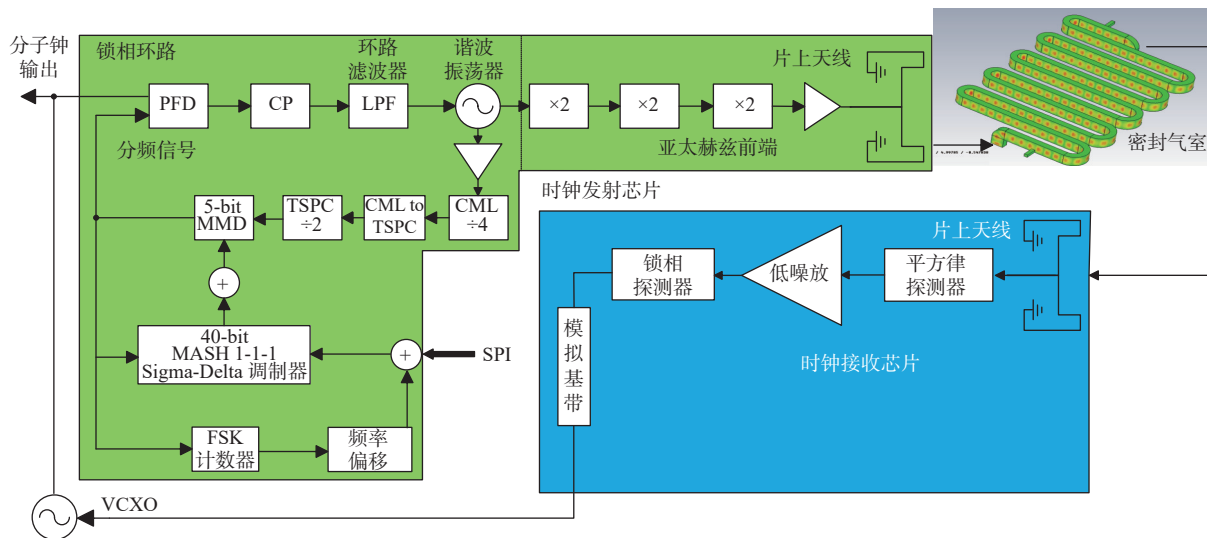 分子钟
输出
锁相环路
PFD
CP
环路
滤波器
LPF
谐波
振荡器
×2
×2
×2
片上天线
亚太赫兹前端
分频信号
密封气室
时钟发射芯片
5-bit
MMD
TSPC
÷2
CML to
TSPC
CML
÷4
+
40-bit
MASH 1-1-1
Sigma-Delta 调制器
+
SPI
FSK
计数器
频率
偏移
VCXO
片上天线
锁相
探测器
低噪放
平方律
探测器
模
拟
基
带
时钟接收芯片